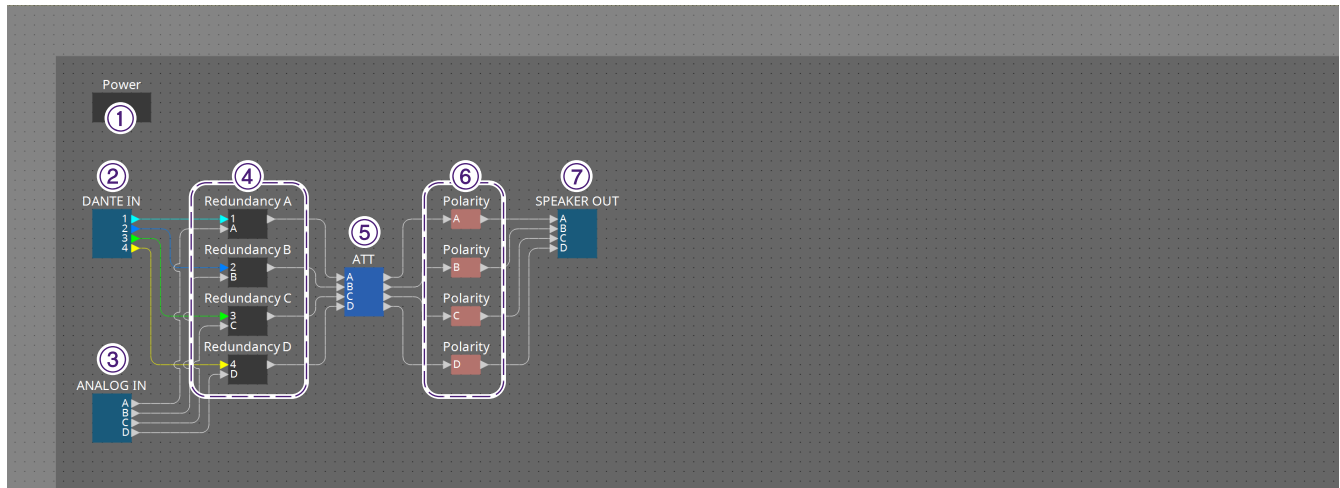 Power
①
②
DANTE IN
1
2
3
4
③
ANALOG IN
A
B
C
D
④
Redundancy A
1
A
Redundancy B
2
B
Redundancy C
3
C
Redundancy D
4
D
⑤
ATT
A
B
C
D
⑥
Polarity
A
Polarity
B
Polarity
C
Polarity
D
⑦
SPEAKER OUT
A
B
C
D